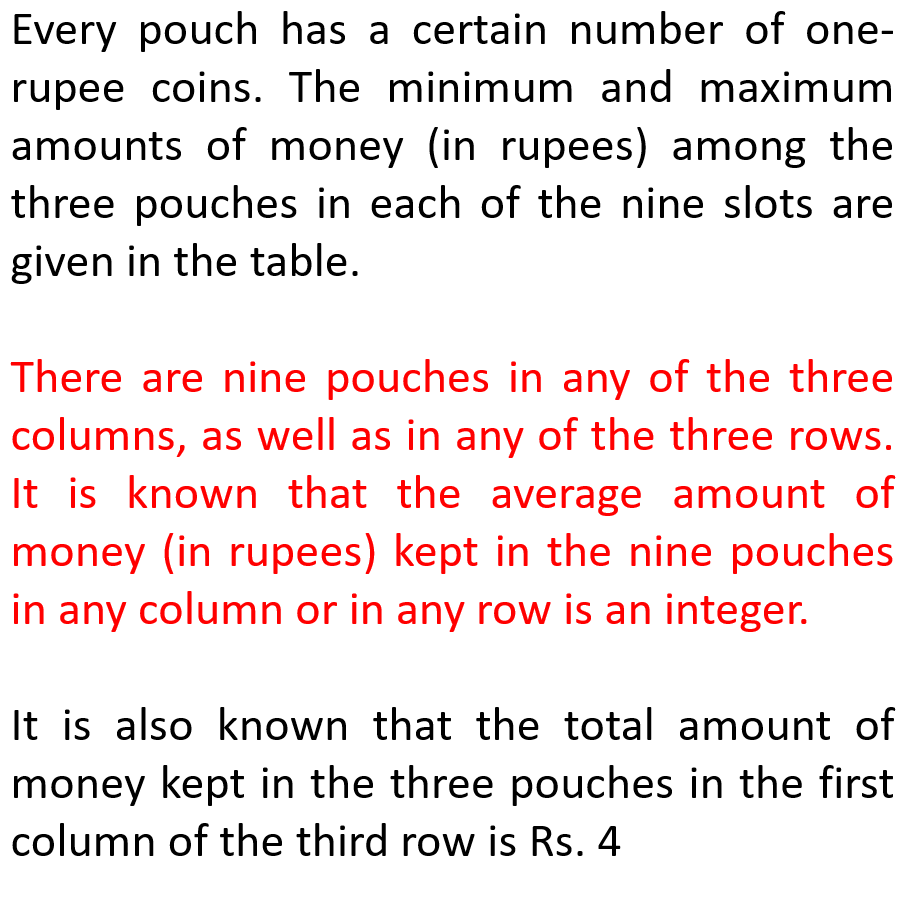 Every pouch has a certain number of one-
rupee coins. The minimum and maximum
amounts of money (in rupees) among the
three pouches in each of the nine slots are
given in the table.
There are nine pouches in any of the three
columns, as well as in any of the three rows.
It is known that the average amount of
money (in rupees) kept in the nine pouches
in any column or in any row is an integer.
It is also known that the total amount of
money kept in the three pouches in the first
column of the third row is Rs. 4